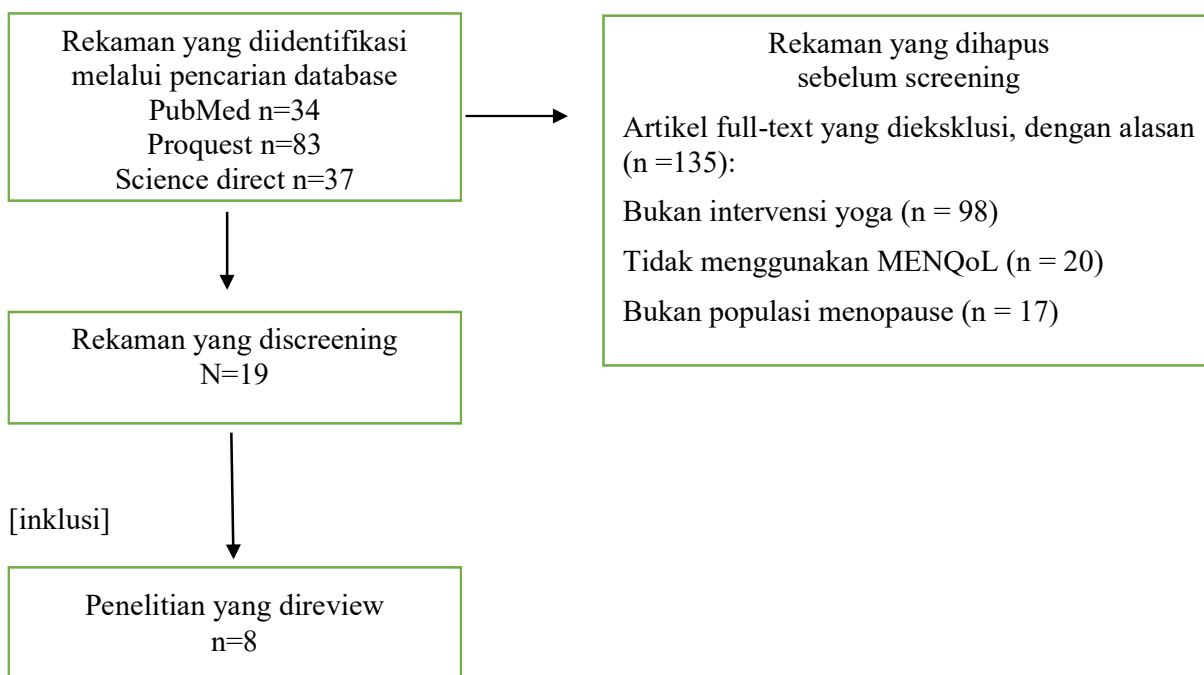 Rekaman yang diidentifikasi
melalui pencarian database
PubMed n=34
Proquest n=83
Science direct n=37
Rekaman yang dihapus
sebelum screening
Artikel full-text yang dieksklusi, dengan alasan
(n =135):
Bukan intervensi yoga (n = 98)
Tidak menggunakan MENQoL (n = 20)
Bukan populasi menopause (n = 17)
Rekaman yang discreening
N=19
[inklusi]
Penelitian yang direview
n=8